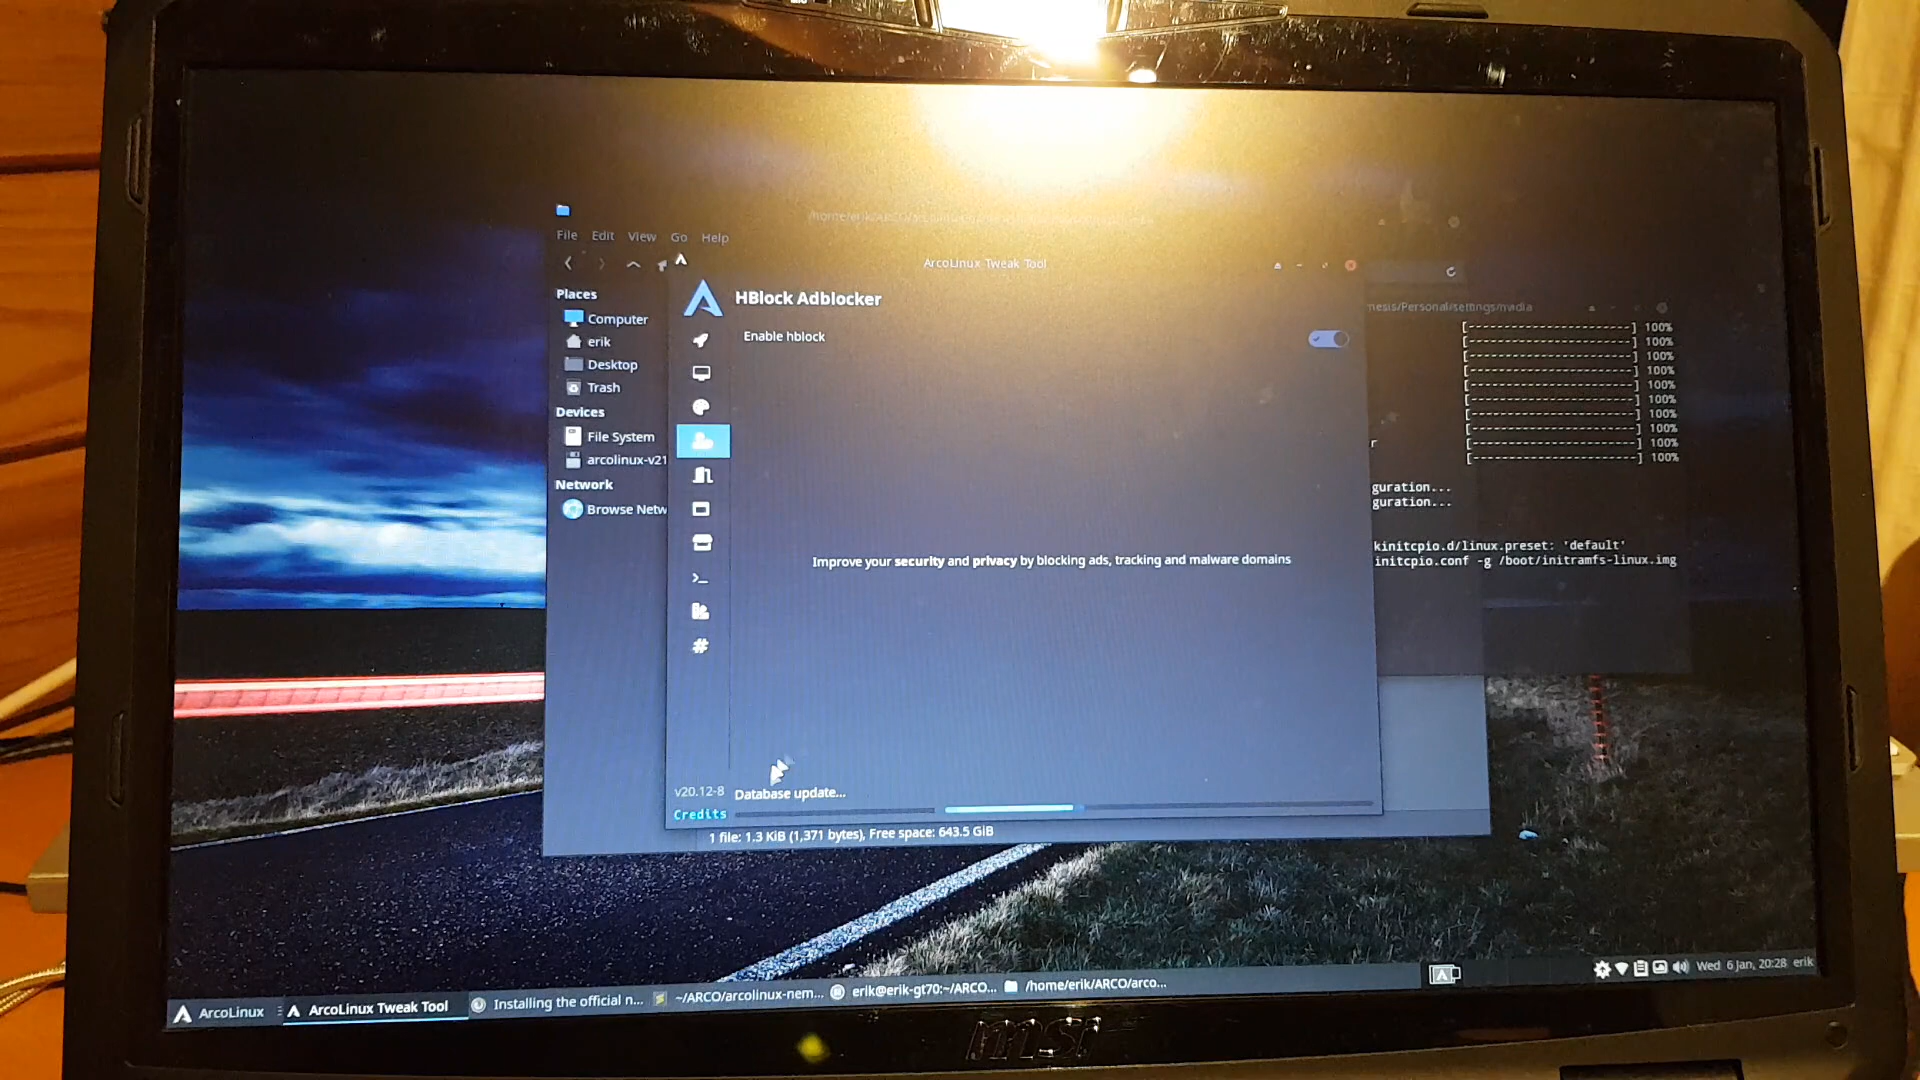 File Edit View Go Help
ArcoLinux Tweak Tool
Places
Computer
erik
Desktop
Trash
Devices
File System
arcolinux-v21
Network
Browse Netw
HBlock Adblocker
Enable hblock
Improve your security and privacy by blocking ads, tracking and malware domains
v20.12-8
Database update...
Credits
1 file: 1.3 KiB (1,371 bytes), Free space: 643.5 GiB
nesis/Personal/settings/nvidia
[----------------------] 100%
[----------------------] 100%
[----------------------] 100%
[----------------------] 100%
[----------------------] 100%
[----------------------] 100%
[----------------------] 100%
[----------------------] 100%
r [----------------------] 100%
[----------------------] 100%
guration...
guration...
kinitcpio.d/linux.preset: 'default'
initcpio.conf -g /boot/initramfs-linux.img
ArcoLinux
ArcoLinux Tweak Tool
Installing the official n...
~/ARCO/arcolinux-nem...
erik@erik-gt70:~/ARCO...
/home/erik/ARCO/arco...
Wed 6 Jan, 20:28 erik
msi